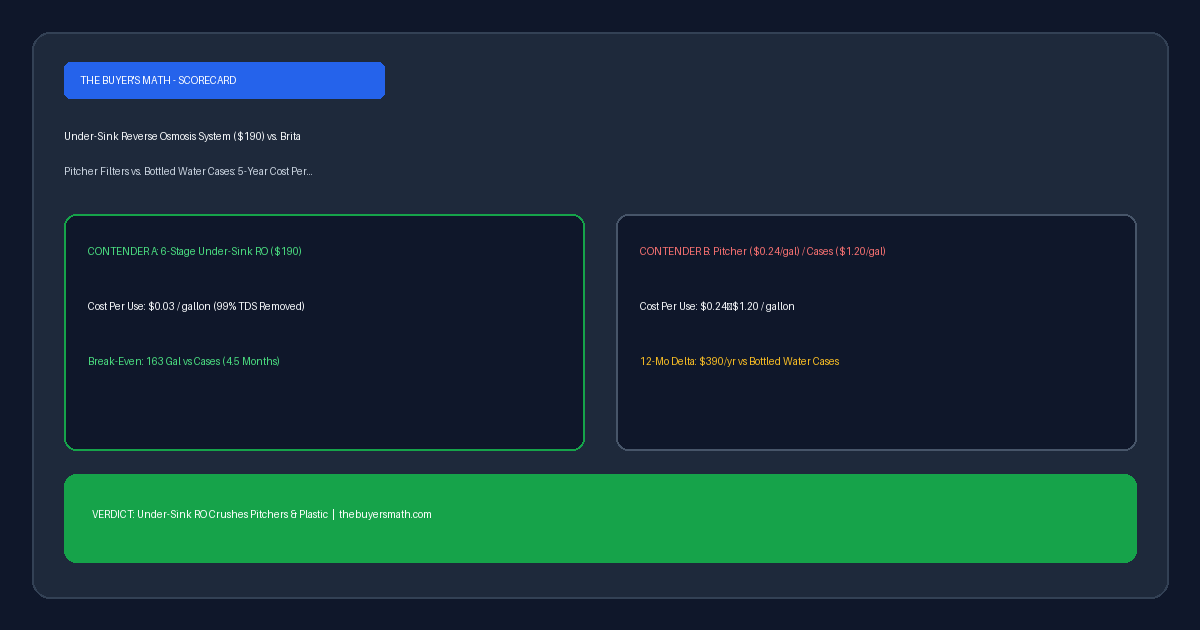 THE BUYER'S MATH - SCORECARD
Under-Sink Reverse Osmosis System ($190) vs. Brita
Pitcher Filters vs. Bottled Water Cases: 5-Year Cost Per...
CONTENDER A: 6-Stage Under-Sink RO ($190)
Cost Per Use: $0.03 / gallon (99% TDS Removed)
Break-Even: 163 Gal vs Cases (4.5 Months)
CONTENDER B: Pitcher ($0.24/gal) / Cases ($1.20/gal)
Cost Per Use: $0.24▯$1.20 / gallon
12-Mo Delta: $390/yr vs Bottled Water Cases
VERDICT: Under-Sink RO Crushes Pitchers & Plastic | thebuyersmath.com